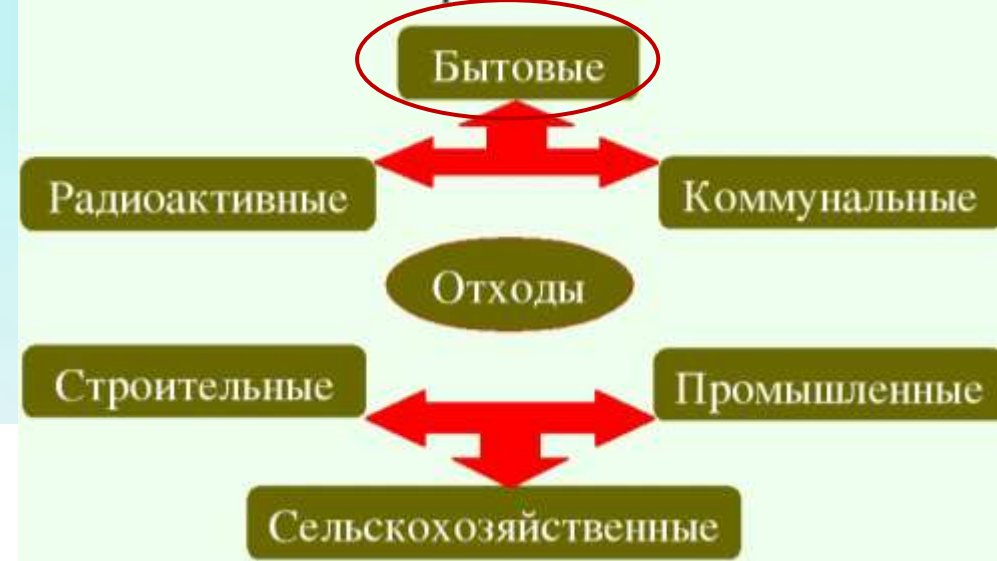 Бытовые
Радиоактивные
Коммунальные
Отходы
Строительные
Промышленные
Сельскохозяйственные